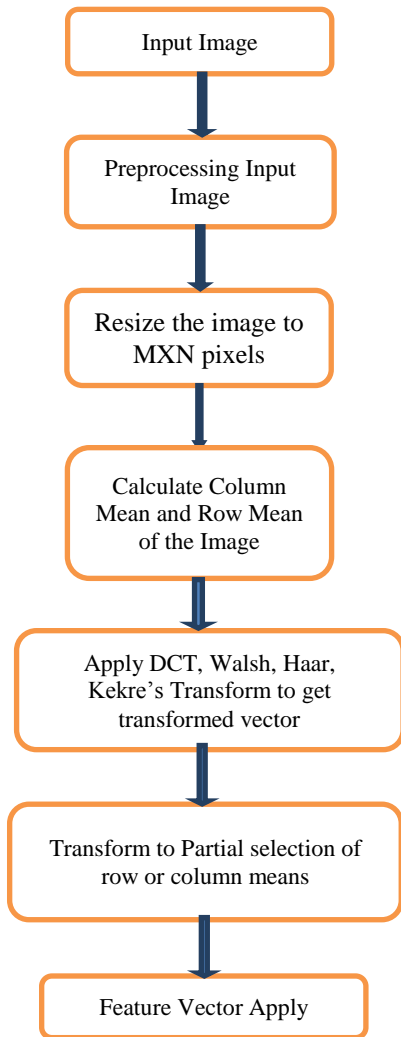 Input Image
Preprocessing Input
Image
Resize the image to
MXN pixels
Calculate Column
Mean and Row Mean
of the Image
Apply DCT, Walsh, Haar,
Kekre’s Transform to get
transformed vector
Transform to Partial selection of
row or column means
Feature Vector Apply